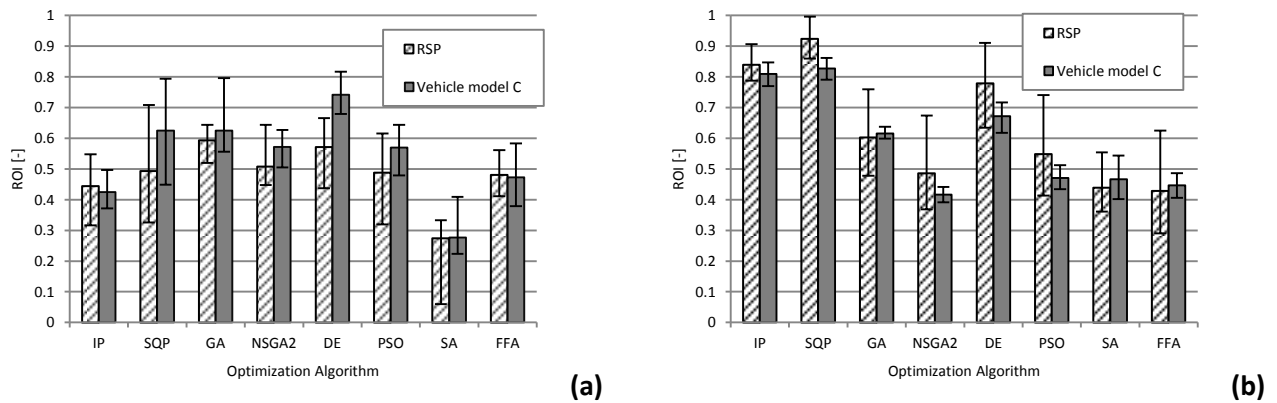 1
0.9
0.8
0.7
0.6
0.5
0.4
0.3
0.2
0.1
0
ROI [-]
RSP
Vehicle model C
IP SQP GA NSGA2 DE PSO SA FFA
Optimization Algorithm
(a)
1
0.9
0.8
0.7
0.6
0.5
0.4
0.3
0.2
0.1
0
ROI [-]
RSP
Vehicle model C
IP SQP GA NSGA2 DE PSO SA FFA
Optimization Algorithm
(b)